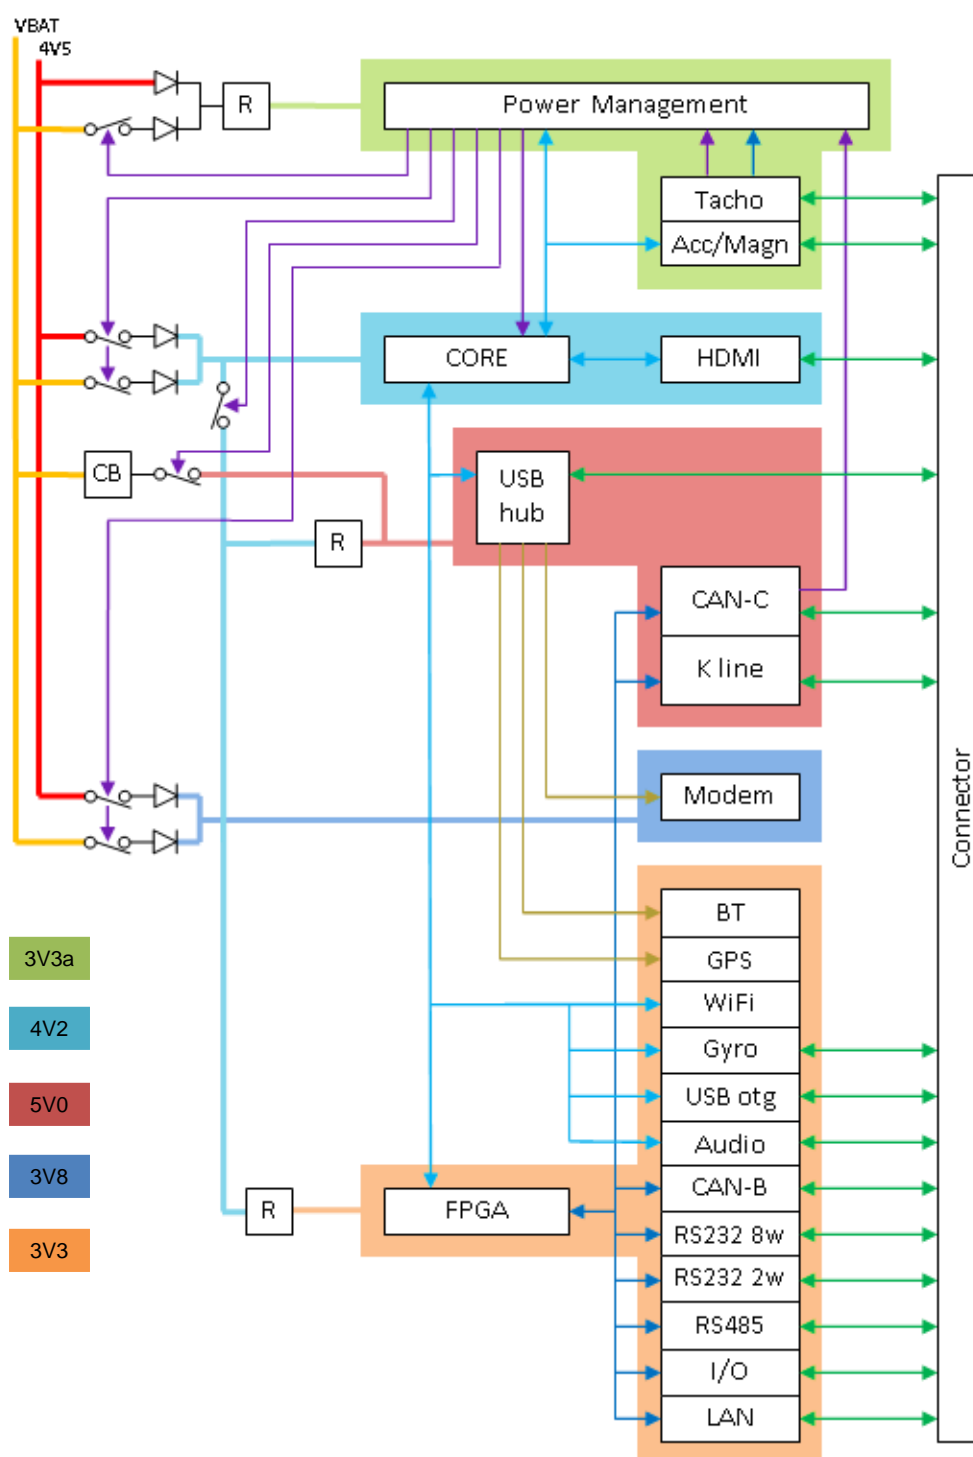 VBAT
4V5
R
Power Management
Tacho
Acc/Magn
CORE
HDMI
CB
USB
hub
R
CAN-C
K line
Modem
Connector
BT
GPS
WiFi
Gyro
USB otg
Audio
CAN-B
R
FPGA
RS232 8w
RS232 2w
RS485
I/O
LAN
3V3a
4V2
5V0
3V8
3V3